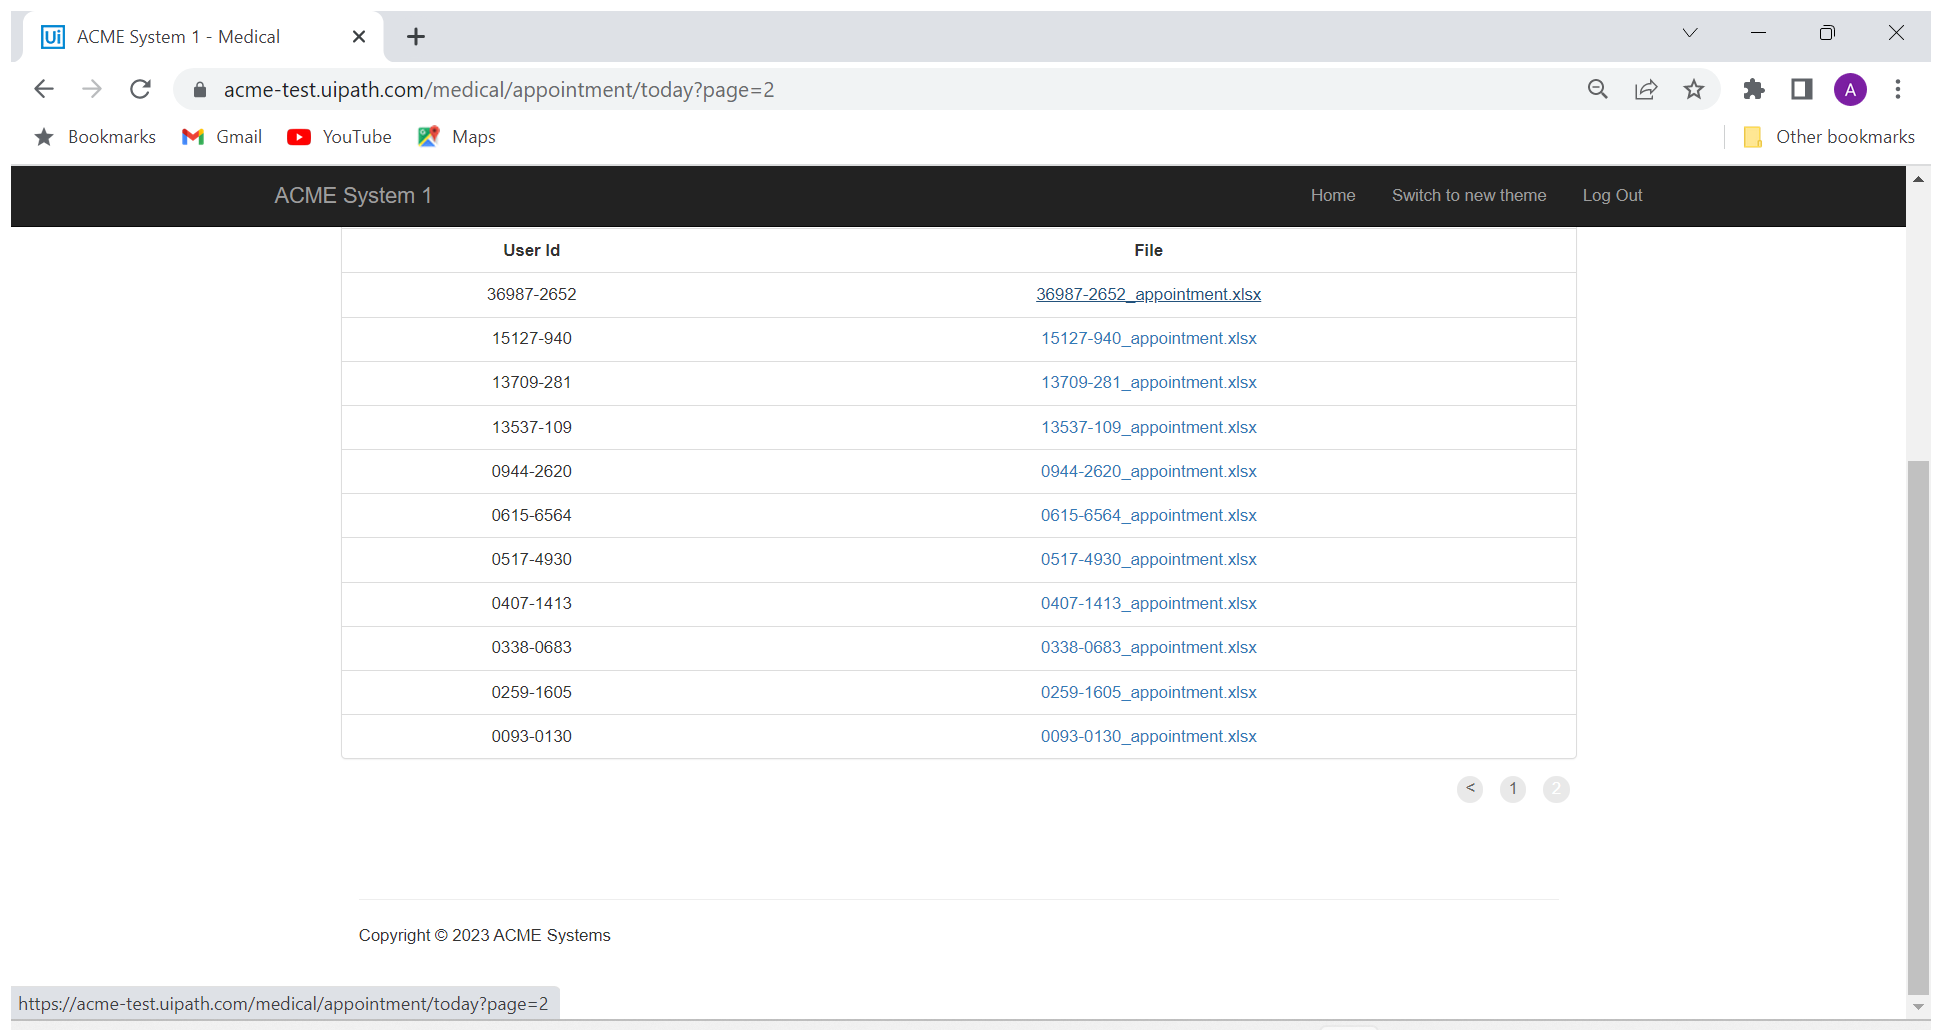 Ui ACME System 1 - Medical
acme-test.uipath.com/medical/appointment/today?page=2
A
Bookmarks Gmail YouTube Maps Other bookmarks
ACME System 1 Home Switch to new theme Log Out
User Id File
36987-2652 36987-2652_appointment.xlsx
15127-940 15127-940_appointment.xlsx
13709-281 13709-281_appointment.xlsx
13537-109 13537-109_appointment.xlsx
0944-2620 0944-2620_appointment.xlsx
0615-6564 0615-6564_appointment.xlsx
0517-4930 0517-4930_appointment.xlsx
0407-1413 0407-1413_appointment.xlsx
0338-0683 0338-0683_appointment.xlsx
0259-1605 0259-1605_appointment.xlsx
0093-0130 0093-0130_appointment.xlsx
< 1 2
Copyright © 2023 ACME Systems
https://acme-test.uipath.com/medical/appointment/today?page=2